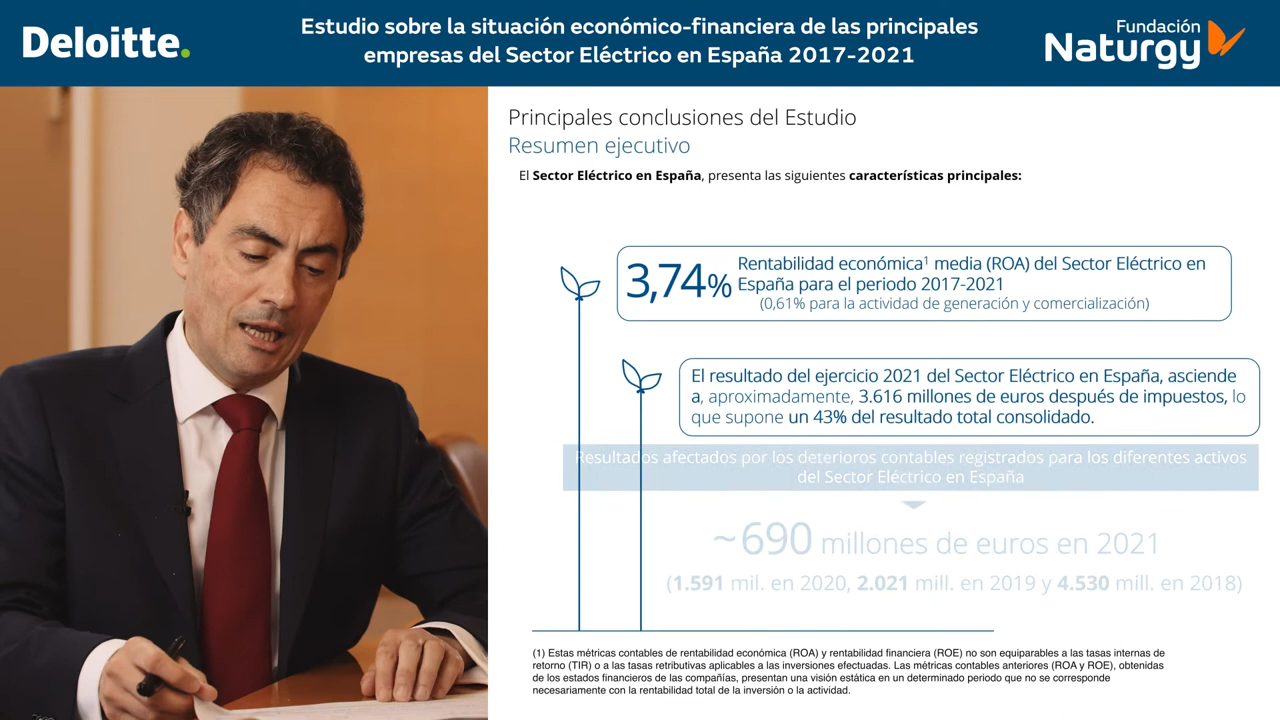 Deloitte.
Estudio sobre la situación económico-financiera de las principales
empresas del Sector Eléctrico en España 2017-2021
Fundación
Naturgy
Principales conclusiones del Estudio
Resumen ejecutivo
El Sector Eléctrico en España, presenta las siguientes características principales:
3,74%
Rentabilidad económica¹ media (ROA) del Sector Eléctrico en
España para el periodo 2017-2021
(0,61% para la actividad de generación y comercialización)
El resultado del ejercicio 2021 del Sector Eléctrico en España, asciende
a, aproximadamente, 3.616 millones de euros después de impuestos, lo
que supone un 43% del resultado total consolidado.
Resultados afectados por los deterioros contables registrados para los diferentes activos
del Sector Eléctrico en España
~690 millones de euros en 2021
(1.591 mil. en 2020, 2.021 mill. en 2019 y 4.530 mill. en 2018)
(1) Estas métricas contables de rentabilidad económica (ROA) y rentabilidad financiera (ROE) no son equiparables a las tasas internas de
retorno (TIR) o a las tasas retributivas aplicables a las inversiones efectuadas. Las métricas contables anteriores (ROA y ROE), obtenidas
de los estados financieros de las compañías, presentan una visión estática en un determinado periodo que no se corresponde
necesariamente con la rentabilidad total de la inversión o la actividad.